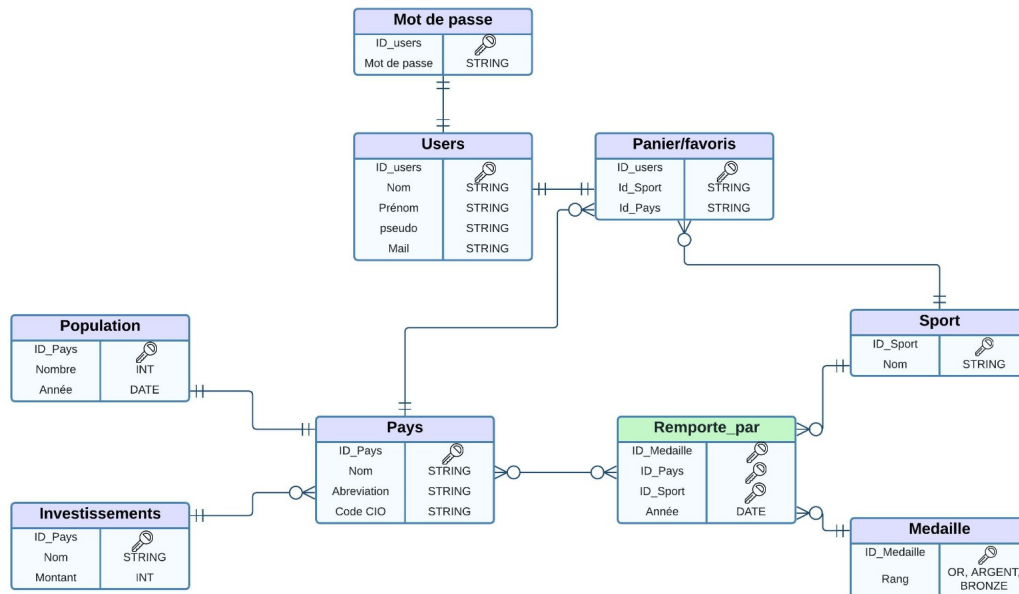 Mot de passe
ID_users
Mot de passe STRING
Users
ID_users
Nom STRING
Prénom STRING
pseudo STRING
Mail STRING
Panier/favoris
ID_users
Id_Sport STRING
Id_Pays STRING
Population
ID_Pays
Nombre INT
Année DATE
Sport
ID_Sport
Nom STRING
Pays
ID_Pays
Nom STRING
Abreviation STRING
Code CIO STRING
Remporte_par
ID_Medaille
ID_Pays
ID_Sport
Année DATE
Investissements
ID_Pays
Nom STRING
Montant INT
Medaille
ID_Medaille
Rang OR, ARGENT,
BRONZE